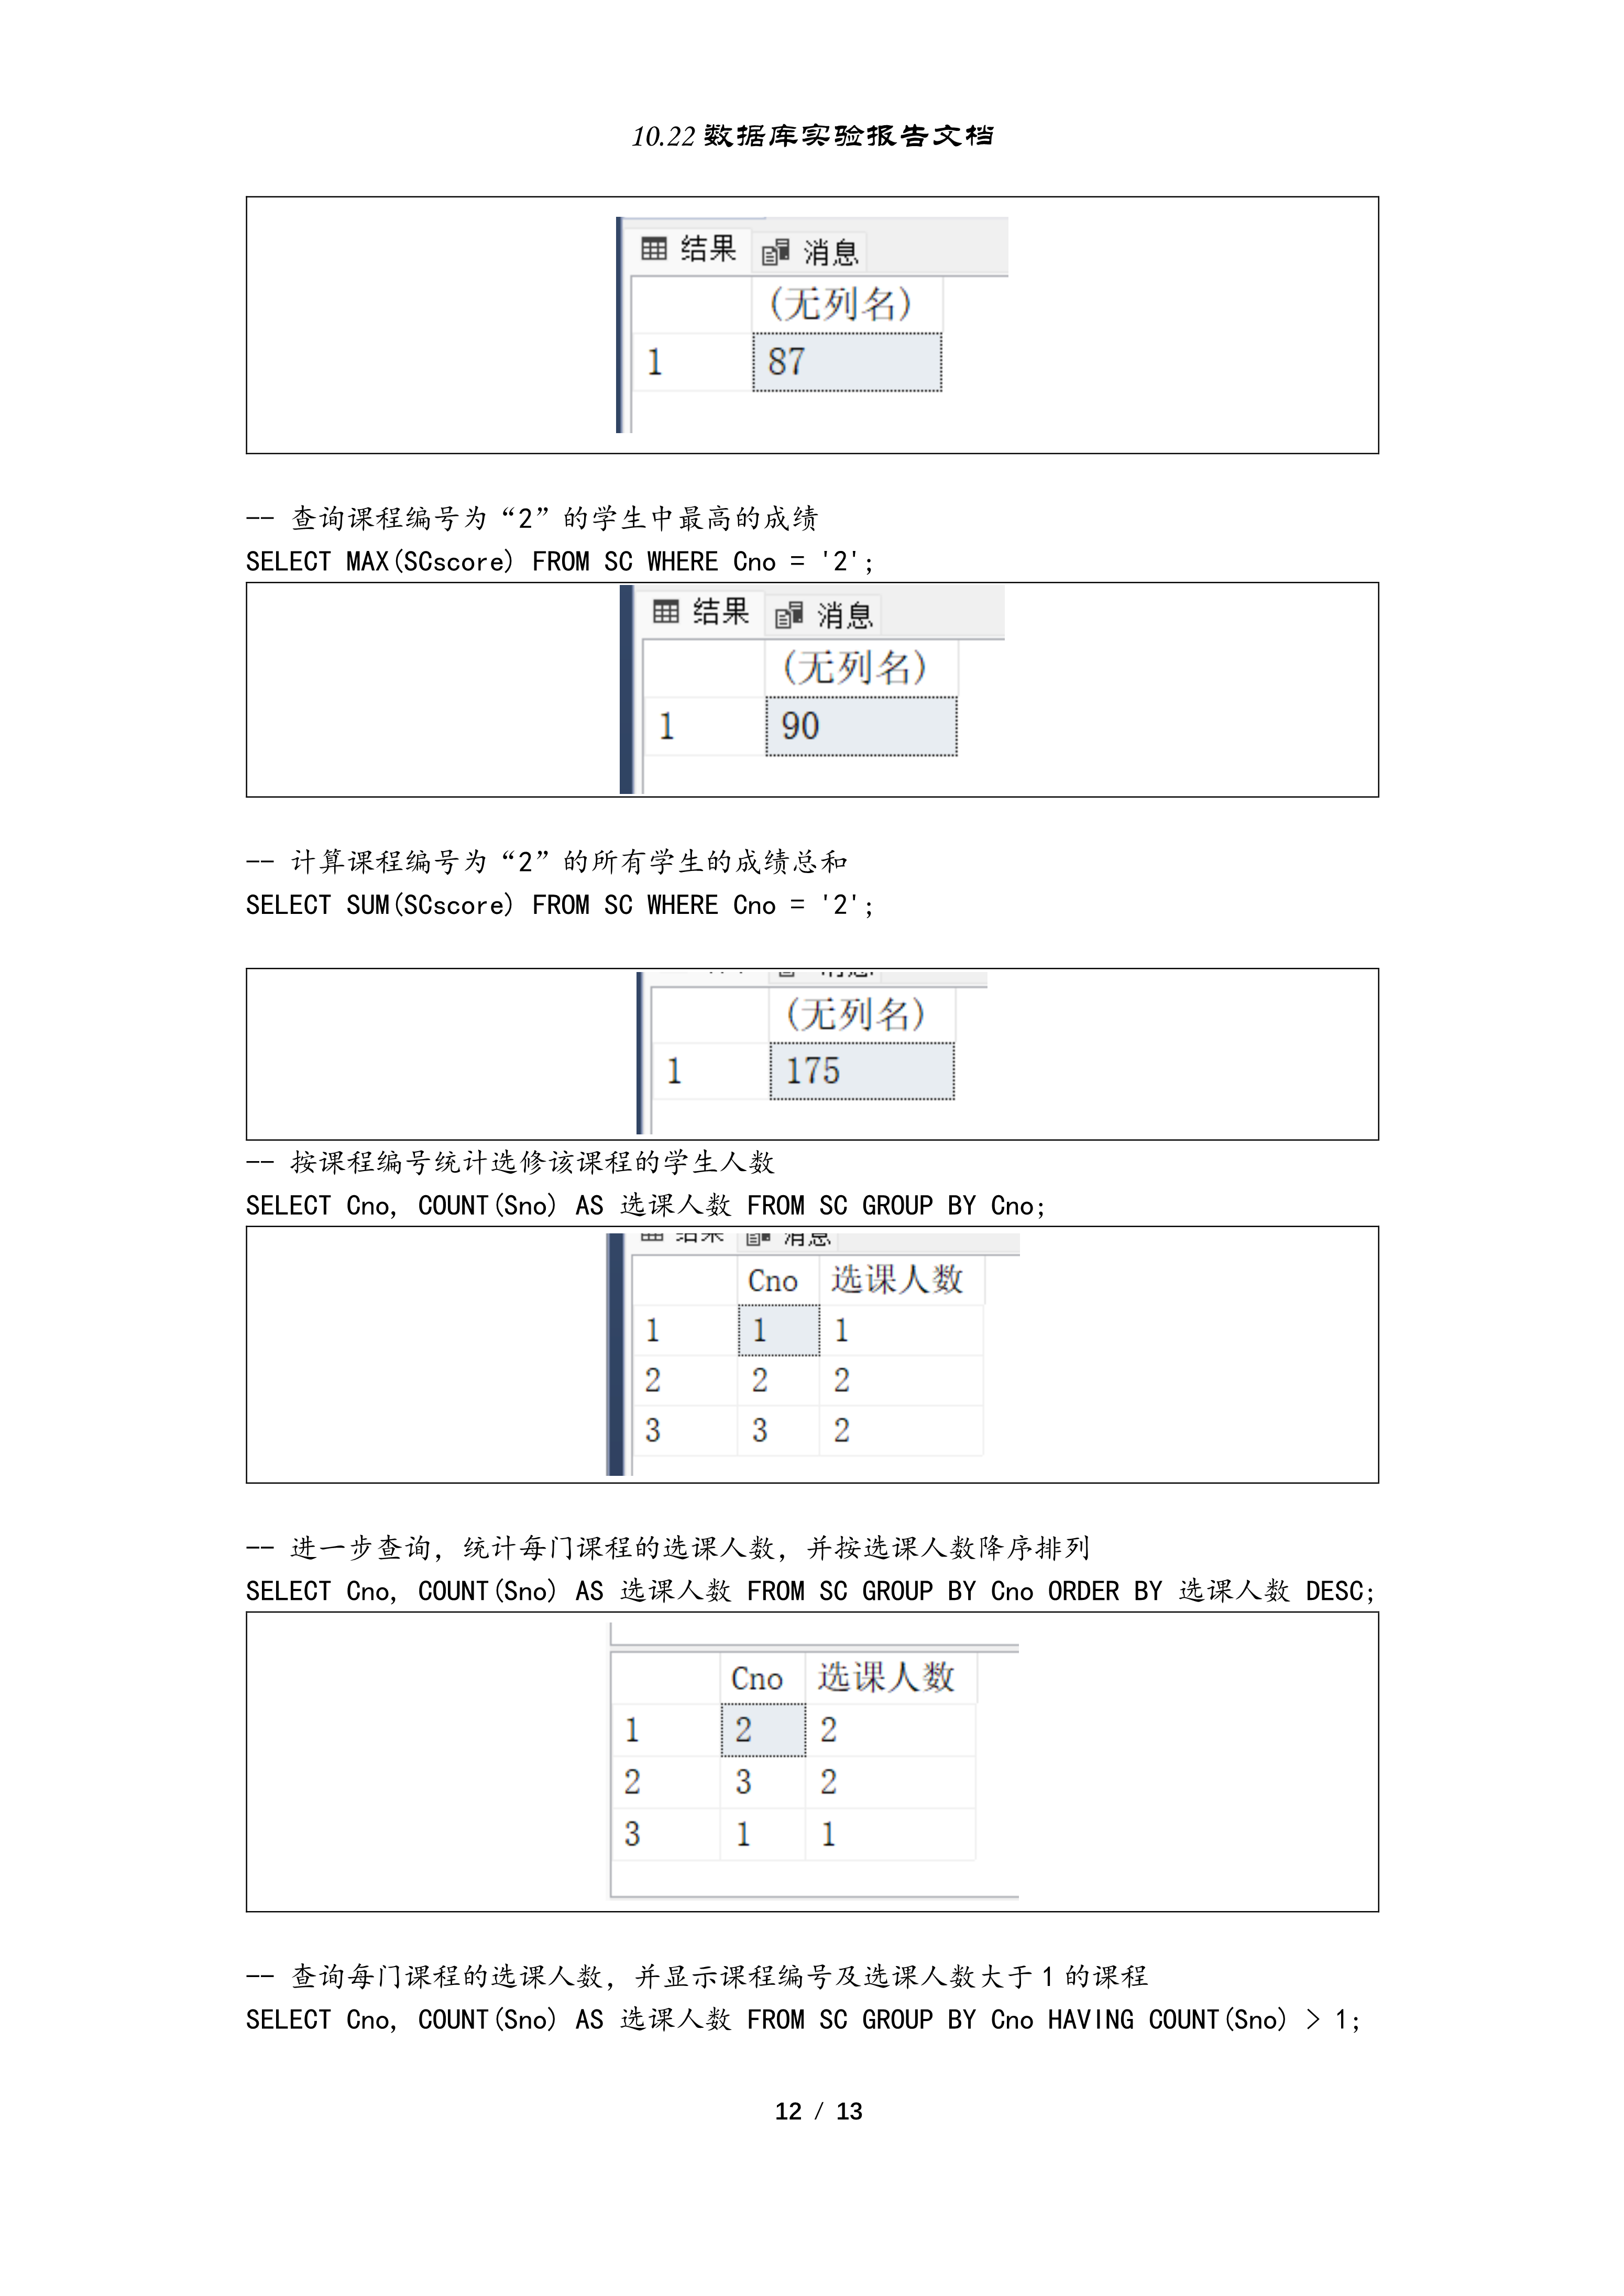 10.22 数据库实验报告文档
结果 消息
(无列名)
1 87
-- 查询课程编号为“2”的学生中最高的成绩
SELECT MAX(SCscore) FROM SC WHERE Cno = '2';
结果 消息
(无列名)
1 90
-- 计算课程编号为“2”的所有学生的成绩总和
SELECT SUM(SCscore) FROM SC WHERE Cno = '2';
消息
(无列名)
1 175
-- 按课程编号统计选修该课程的学生人数
SELECT Cno, COUNT(Sno) AS 选课人数 FROM SC GROUP BY Cno;
结果 消息
Cno 选课人数
1 1 1
2 2 2
3 3 2
-- 进一步查询，统计每门课程的选课人数，并按选课人数降序排列
SELECT Cno, COUNT(Sno) AS 选课人数 FROM SC GROUP BY Cno ORDER BY 选课人数 DESC;
Cno 选课人数
1 2 2
2 3 2
3 1 1
-- 查询每门课程的选课人数，并显示课程编号及选课人数大于 1 的课程
SELECT Cno, COUNT(Sno) AS 选课人数 FROM SC GROUP BY Cno HAVING COUNT(Sno) > 1;
12 / 13